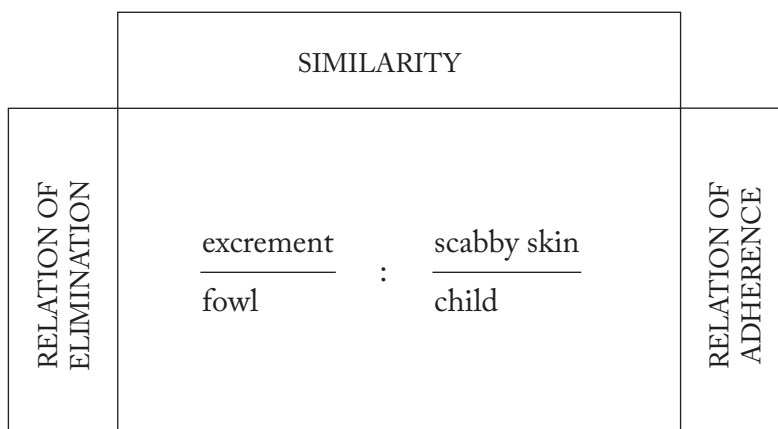 SIMILARITY
RELATION OF
ELIMINATION
excrement : scabby skin
fowl child
RELATION OF
ADHERENCE